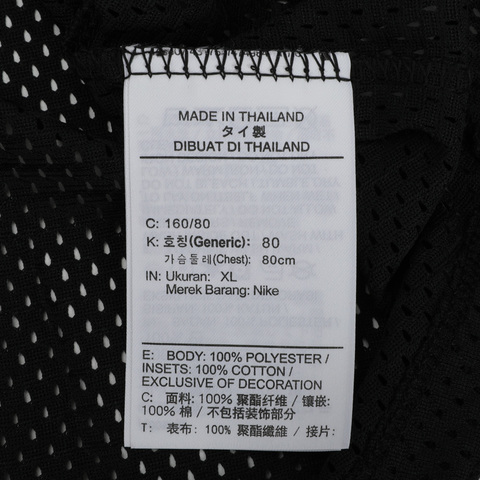 MADE IN THAILAND
タイ製
DIBUAT DI THAILAND
C: 160/80
K: 호칭(Generic): 80
가슴둘레(Chest): 80cm
IN: Ukuran: XL
Merek Barang: Nike
E: BODY: 100% POLYESTER /
INSETS: 100% COTTON /
EXCLUSIVE OF DECORATION
C: 面料: 100% 聚酯纤维 / 镶嵌:
100% 棉 / 不包括装饰部分
T: 表布: 100% 聚酯纖維 / 接片: